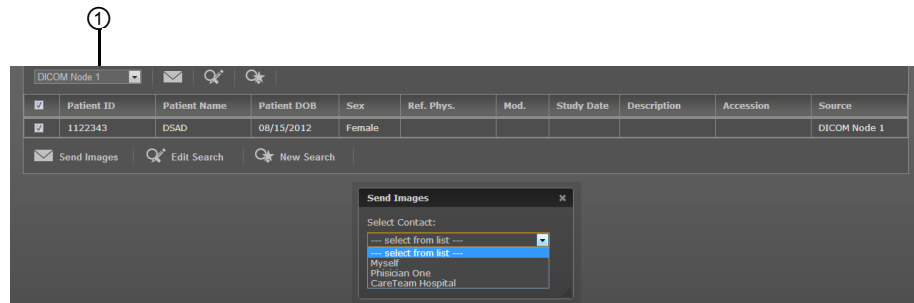 1
DICOM Node 1
Patient ID Patient Name Patient DOB Sex Ref. Phys. Mod. Study Date Description Accession Source
1122343 DSAD 08/15/2012 Female DICOM Node 1
Send Images Edit Search New Search
Send Images ×
Select Contact:
--- select from list ---
--- select from list ---
Myself
Phisician One
CareTeam Hospital